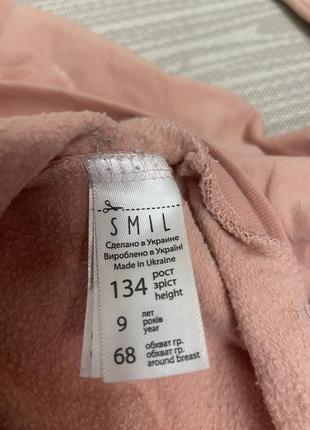 SMIL
Сделано в Украине
Вироблено в Україні
Made in Ukraine
134 рост
зріст
height
9 лет
років
year
68 обхват гр.
обхват гр.
around breast